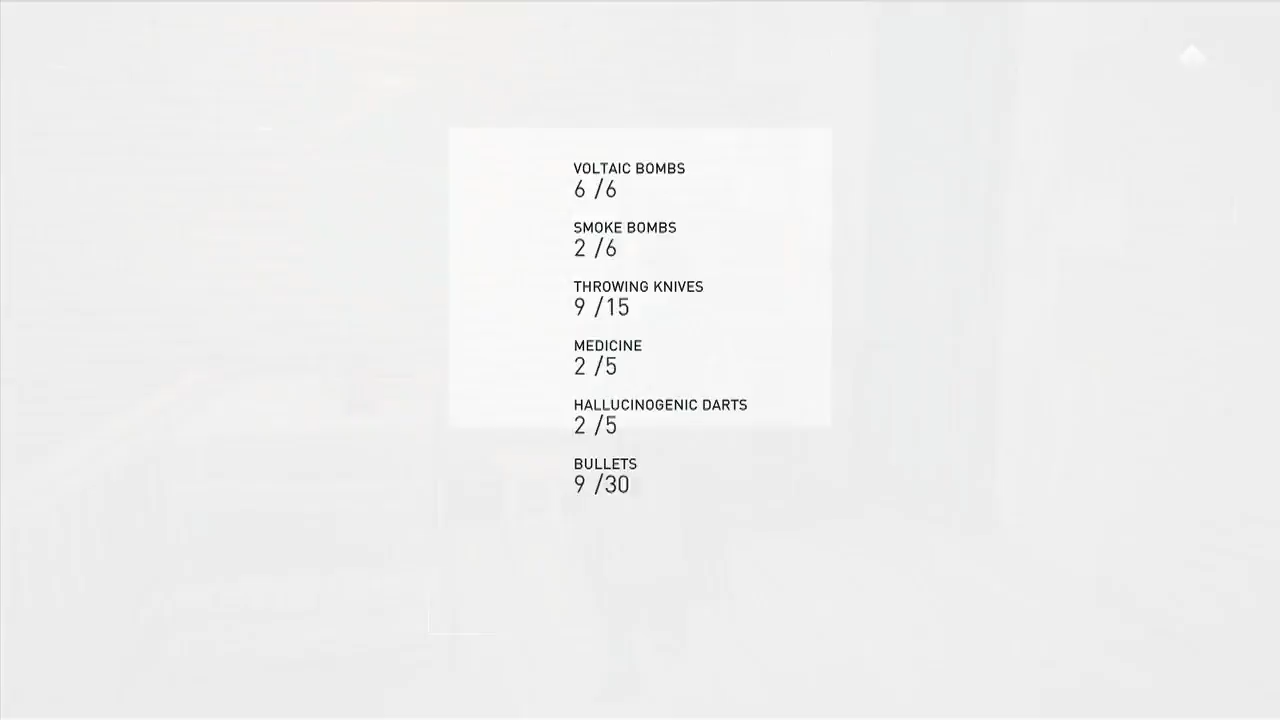 VOLTAIC BOMBS
6 /6
SMOKE BOMBS
2 /6
THROWING KNIVES
9 /15
MEDICINE
2 /5
HALLUCINOGENIC DARTS
2 /5
BULLETS
9 /30